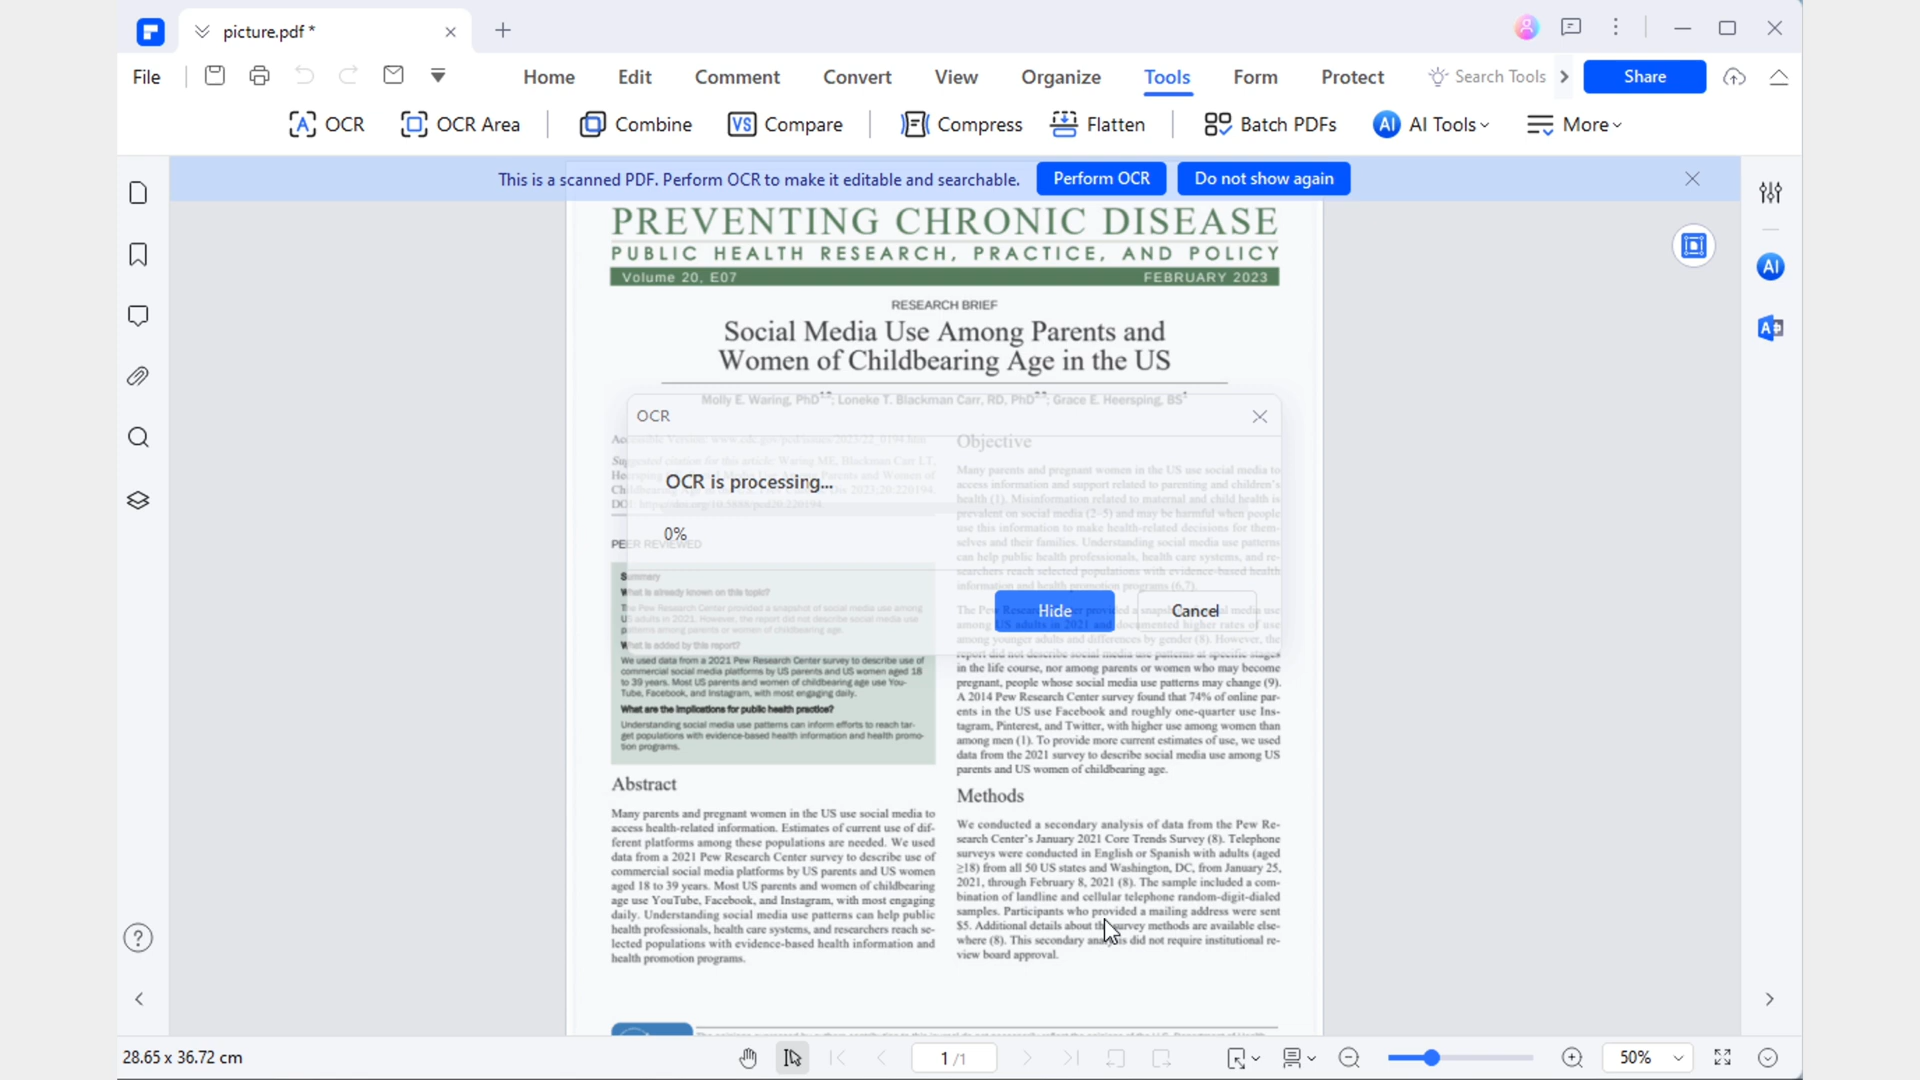 picture.pdf *
File
Home
Edit
Comment
Convert
View
Organize
Tools
Form
Protect
Search Tools
Share
OCR
OCR Area
Combine
VS
Compare
Compress
Flatten
Batch PDFs
AI
AI Tools
More
This is a scanned PDF. Perform OCR to make it editable and searchable.
Perform OCR
Do not show again
AI
PREVENTING CHRONIC DISEASE
PUBLIC HEALTH RESEARCH, PRACTICE, AND POLICY
Volume 20, E07
FEBRUARY 2023
RESEARCH BRIEF
Social Media Use Among Parents and
Women of Childbearing Age in the US
Molly E. Waring, PhD; Loneke T. Blackman Carr, RD, PhD; Grace E. Heersping, BS
OCR
OCR is processing...
0%
Hide
Cancel
PEER REVIEWED
Summary
What is already known on this topic?
The Pew Research Center provided a snapshot of social media use among
US adults in 2021. However, the report did not describe social media use
patterns among parents or women of childbearing age.
What is added by this report?
We used data from a 2021 Pew Research Center survey to describe use of
commercial social media platforms by US parents and US women aged 18
to 39 years. Most US parents and women of childbearing age use You-
Tube, Facebook, and Instagram, with most engaging daily.
What are the implications for public health practice?
Understanding social media use patterns can inform efforts to reach tar-
get populations with evidence-based health information and health promo-
tion programs.
Abstract
Many parents and pregnant women in the US use social media to
access health-related information. Estimates of current use of dif-
ferent platforms among these populations are needed. We used
data from a 2021 Pew Research Center survey to describe use of
commercial social media platforms by US parents and US women
aged 18 to 39 years. Most US parents and women of childbearing
age use YouTube, Facebook, and Instagram, with most engaging
daily. Understanding social media use patterns can help public
health professionals, health care systems, and researchers reach se-
lected populations with evidence-based health information and
health promotion programs.
Objective
Many parents and pregnant women in the US use social media to
access information and support related to parenting and children's
health (1). Misinformation related to maternal and child health is
prevalent on social media (2–5) and may be harmful when people
use this information to make health-related decisions for them-
selves and their families. Understanding social media use patterns
can help public health professionals, health care systems, and re-
searchers reach selected populations with evidence-based health
information and health promotion programs (6,7).
The Pew Research Center provided a snapshot of social media use
among US adults in 2021 and documented higher rates of use
among younger adults and differences by gender (8). However, the
report did not describe social media use patterns at specific stages
in the life course, nor among parents or women who may become
pregnant, people whose social media use patterns may change (9).
A 2014 Pew Research Center survey found that 74% of online par-
ents in the US use Facebook and roughly one-quarter use Ins-
tagram, Pinterest, and Twitter, with higher use among women than
among men (1). To provide more current estimates of use, we used
data from the 2021 survey to describe social media use among US
parents and US women of childbearing age.
Methods
We conducted a secondary analysis of data from the Pew Re-
search Center's January 2021 Core Trends Survey (8). Telephone
surveys were conducted in English or Spanish with adults (aged
≥18) from all 50 US states and Washington, DC, from January 25,
2021, through February 8, 2021 (8). The sample included a com-
bination of landline and cellular telephone random-digit-dialed
samples. Participants who provided a mailing address were sent
$5. Additional details about the survey methods are available else-
where (8). This secondary analysis did not require institutional re-
view board approval.
28.65 x 36.72 cm
1 /1
50%